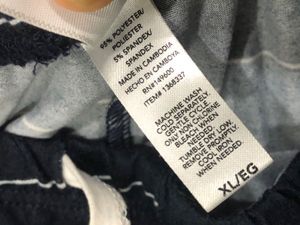 95% POLYESTER/
POLIESTER
5% SPANDEX/
SPANDEX
MADE IN CAMBODIA
HECHO EN CAMBOYA
RN#149600
ITEM# 1368337
MACHINE WASH
COLD SEPARATELY.
GENTLE CYCLE.
ONLY NON CHLORINE
BLEACH WHEN
NEEDED.
TUMBLE DRY LOW.
REMOVE PROMPTLY.
COOL IRON
WHEN NEEDED.
XL/EG